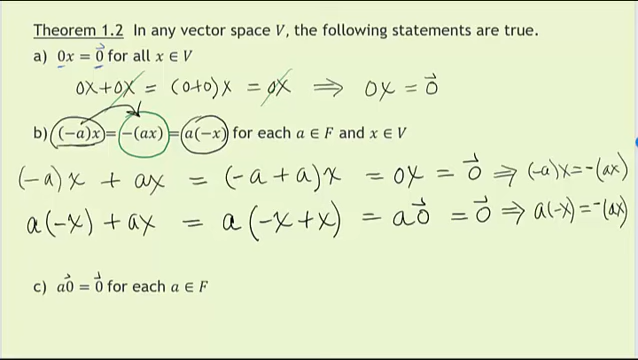 Theorem 1.2 In any vector space V, the following statements are true.
a) 0x = 0⃗ for all x ∈ V
0x+0x = (0+0)x = 0x ⟹ 0x = 0⃗
b) (−a)x=−(ax)=a(−x) for each a ∈ F and x ∈ V
(−a)x + ax = (−a+a)x = 0x = 0⃗ ⇒ (−a)x=−(ax)
a(−x) + ax = a(−x+x) = a0⃗ = 0⃗ ⇒ a(−x)=−(ax)
c) a0⃗ = 0⃗ for each a ∈ F